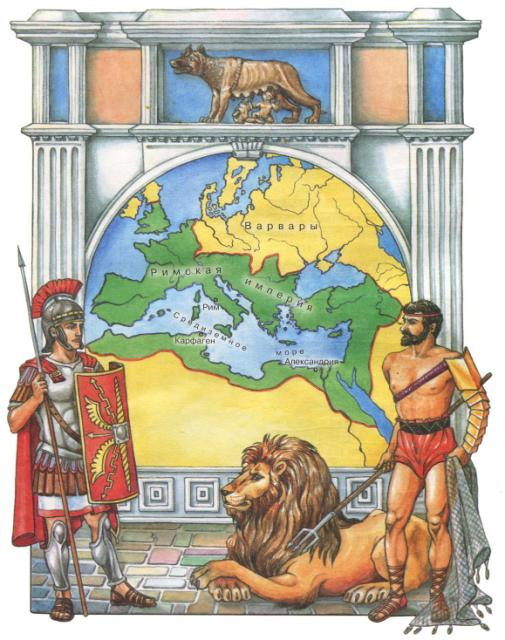 Варвары
Римская империя
Рим
Средиземное море
Карфаген
Александрия